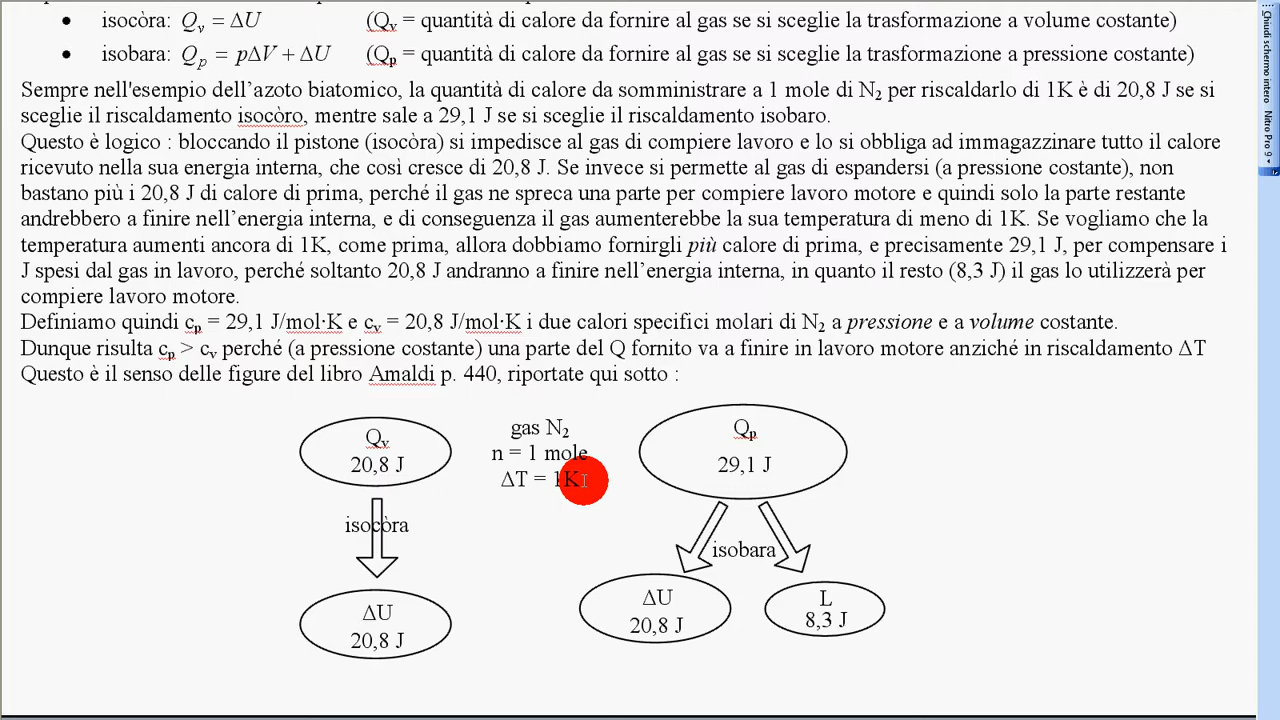 • isocòra: Qv = ΔU (Qv = quantità di calore da fornire al gas se si sceglie la trasformazione a volume costante)
• isobara: Qp = pΔV + ΔU (Qp = quantità di calore da fornire al gas se si sceglie la trasformazione a pressione costante)
Sempre nell'esempio dell’azoto biatomico, la quantità di calore da somministrare a 1 mole di N2 per riscaldarlo di 1K è di 20,8 J se si
sceglie il riscaldamento isocòro, mentre sale a 29,1 J se si sceglie il riscaldamento isobaro.
Questo è logico : bloccando il pistone (isocòra) si impedisce al gas di compiere lavoro e lo si obbliga ad immagazzinare tutto il calore
ricevuto nella sua energia interna, che così cresce di 20,8 J. Se invece si permette al gas di espandersi (a pressione costante), non
bastano più i 20,8 J di calore di prima, perché il gas ne spreca una parte per compiere lavoro motore e quindi solo la parte restante
andrebbero a finire nell’energia interna, e di conseguenza il gas aumenterebbe la sua temperatura di meno di 1K. Se vogliamo che la
temperatura aumenti ancora di 1K, come prima, allora dobbiamo fornirgli più calore di prima, e precisamente 29,1 J, per compensare i
J spesi dal gas in lavoro, perché soltanto 20,8 J andranno a finire nell’energia interna, in quanto il resto (8,3 J) il gas lo utilizzerà per
compiere lavoro motore.
Definiamo quindi cp = 29,1 J/mol·K e cv = 20,8 J/mol·K i due calori specifici molari di N2 a pressione e a volume costante.
Dunque risulta cp > cv perché (a pressione costante) una parte del Q fornito va a finire in lavoro motore anziché in riscaldamento ΔT
Questo è il senso delle figure del libro Amaldi p. 440, riportate qui sotto :
Qv
20,8 J
isocòra
ΔU
20,8 J
gas N2
n = 1 mole
ΔT = 1K
Qp
29,1 J
isobara
ΔU
20,8 J
L
8,3 J
Chiudi schermo intero
Nitro Pro 9